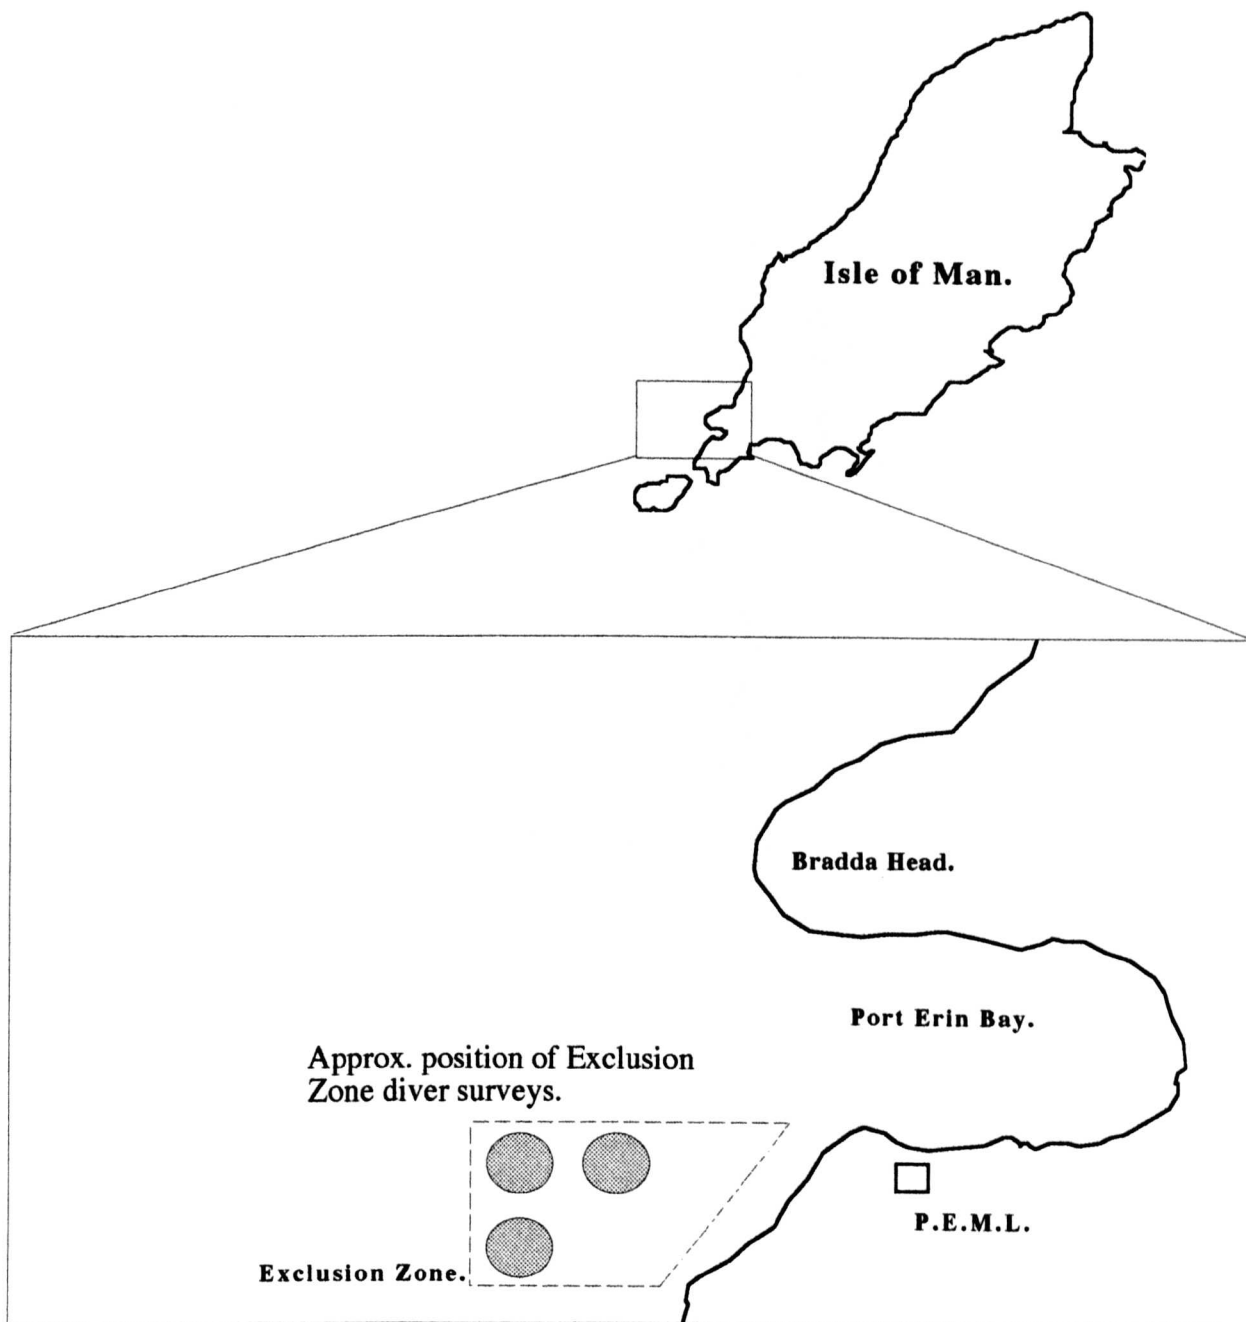 Isle of Man.
Bradda Head.
Port Erin Bay.
Approx. position of Exclusion
Zone diver surveys.
P.E.M.L.
Exclusion Zone.